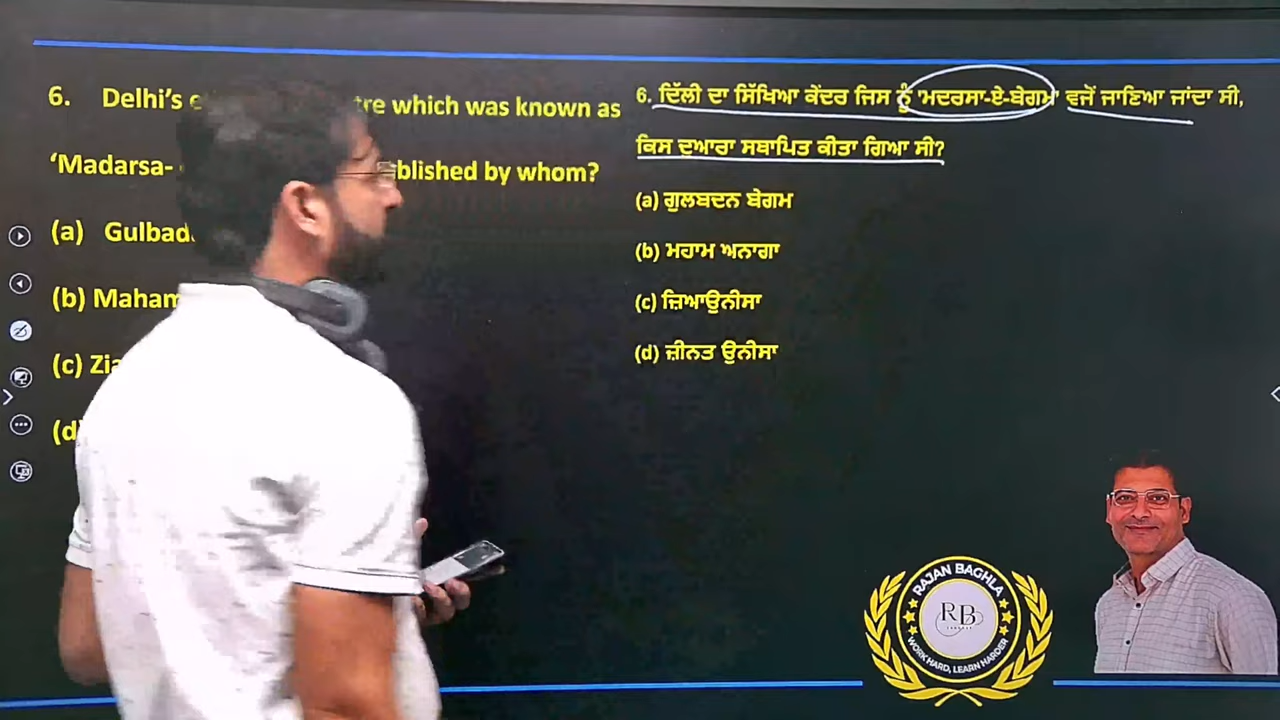 6. Delhi's tre which was known as
'Madarsa- blished by whom?
(a) Gulbad
(b) Maham
(c) Zia
(d)
6. ਦਿੱਲੀ ਦਾ ਸਿੱਖਿਆ ਕੇਂਦਰ ਜਿਸ ਨੂੰ 'ਮਦਰਸਾ-ਏ-ਬੇਗਮ' ਵਜੋਂ ਜਾਣਿਆ ਜਾਂਦਾ ਸੀ,
ਕਿਸ ਦੁਆਰਾ ਸਥਾਪਿਤ ਕੀਤਾ ਗਿਆ ਸੀ?
(a) ਗੁਲਬਦਨ ਬੇਗਮ
(b) ਮਹਾਮ ਅਨਾਗਾ
(c) ਜ਼ਿਆਉਨੀਸਾ
(d) ਜ਼ੀਨਤ ਉਨੀਸਾ
RAJAN BAGHLA
RB
WORK HARD, LEARN HARDER